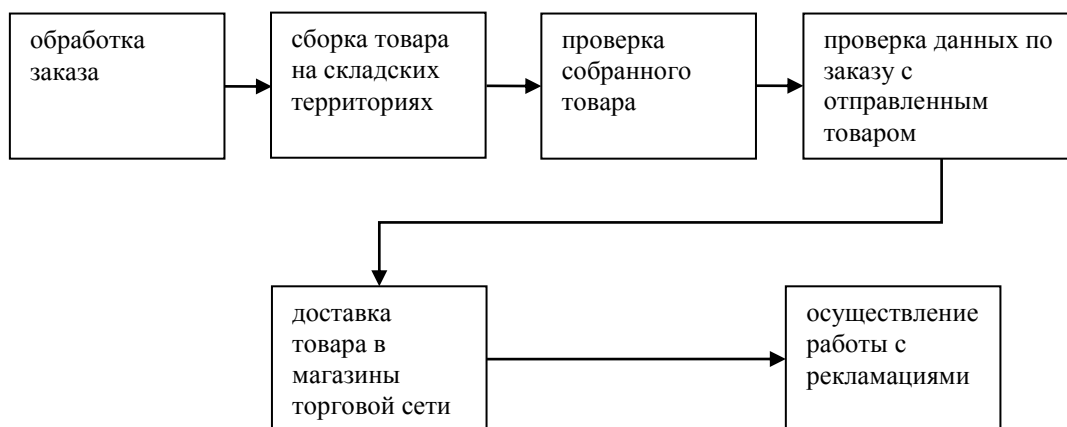 обработка
заказа
сборка товара
на складских
территориях
проверка
собранного
товара
проверка данных по
заказу с
отправленным
товаром
доставка
товара в
магазины
торговой сети
осуществление
работы с
рекламациями